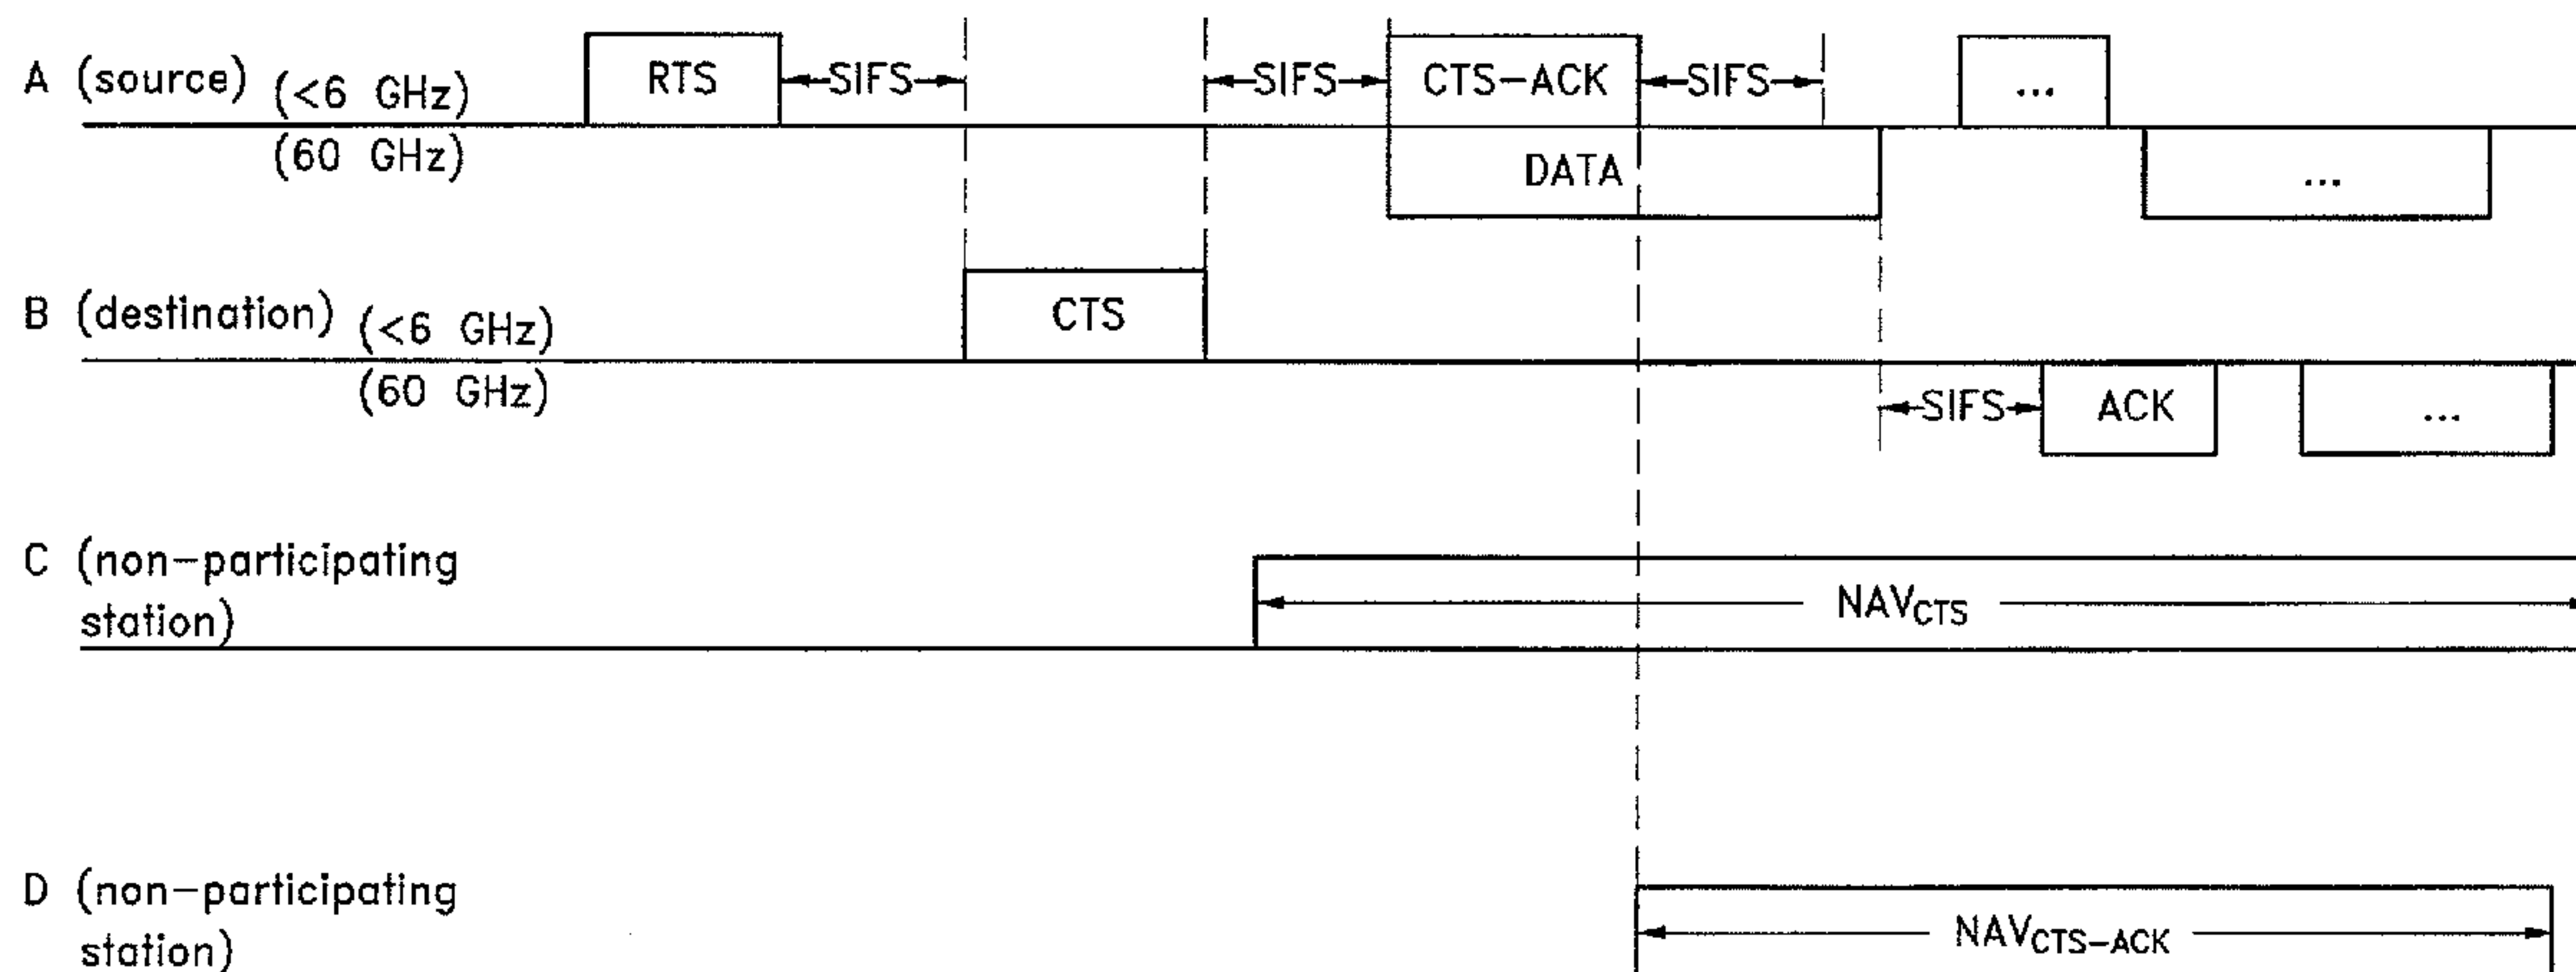 A (source) (<6 GHz) RTS SIFS SIFS CTS-ACK SIFS ...
(60 GHz) DATA ...
B (destination) (<6 GHz) CTS
(60 GHz) SIFS ACK ...
C (non-participating
station)
NAVCTS
D (non-participating
station)
NAVCTS-ACK